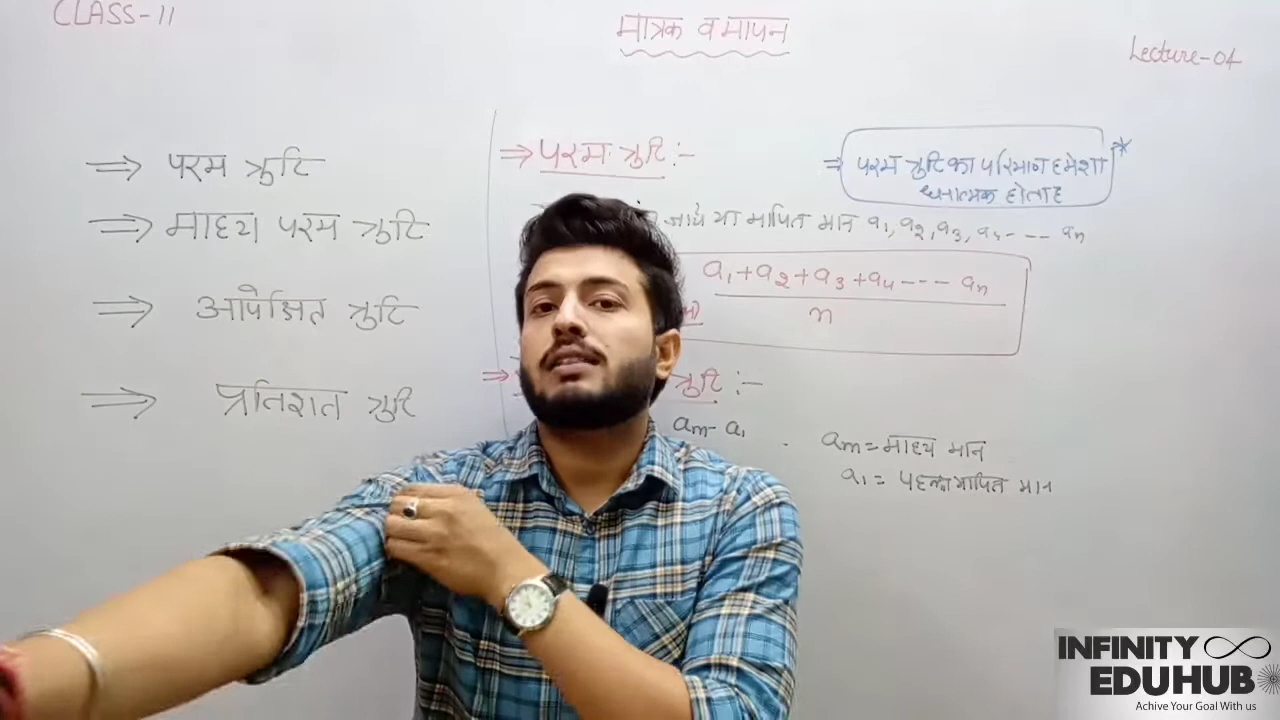 CLASS-11
मात्रक व मापन
Lecture-04
⇒ परम त्रुटि
⇒ माध्य परम त्रुटि
⇒ आपेक्षित त्रुटि
⇒ प्रतिशत त्रुटि
⇒ परम त्रुटि :-
⇒ परम त्रुटि का परिमाण हमेशा *
धनात्मक होता है
जाये या मापित मान a₁, a₂, a₃, a₄ - - - aₙ
a₁+a₂+a₃+a₄---- aₙ
n
⇒ त्रुटि :-
aₘ- a₁
aₘ = माध्य मान
a₁ = पहला मापित मान
INFINITY
EDUHUB
Achive Your Goal With us